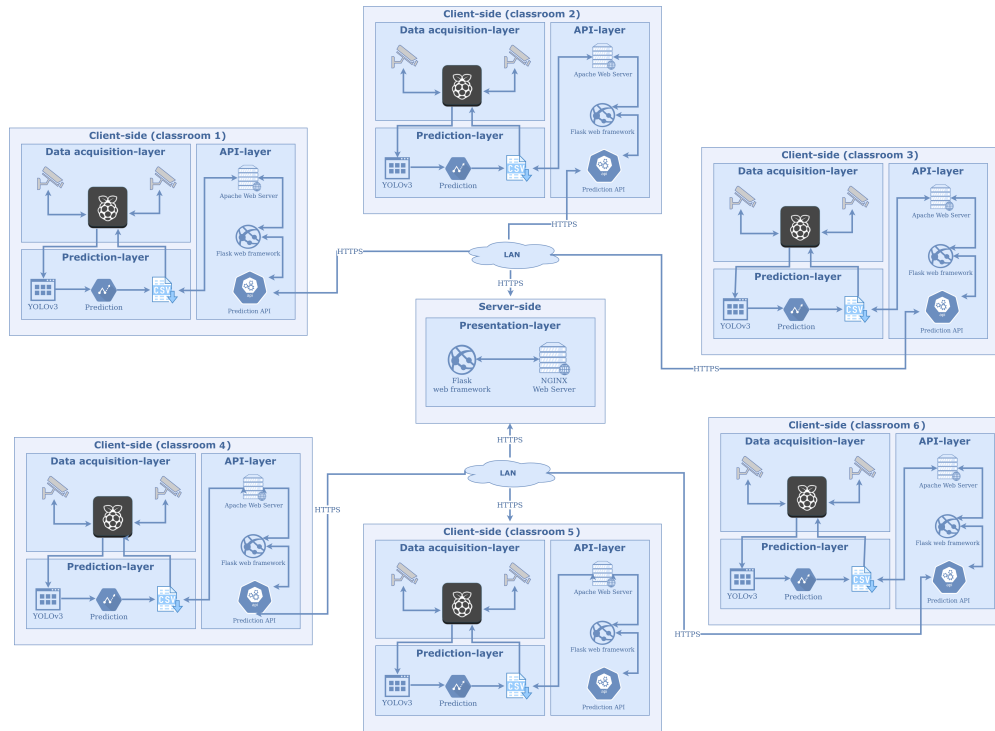 Client-side (classroom 2)
Data acquisition-layer
API-layer
Apache Web Server
Flask web framework
Prediction-layer
CSV
YOLOv3
Prediction
Prediction API
Client-side (classroom 1)
Data acquisition-layer
API-layer
Apache Web Server
Flask web framework
Prediction-layer
CSV
YOLOv3
Prediction
Prediction API
Client-side (classroom 3)
Data acquisition-layer
API-layer
Apache Web Server
Flask web framework
Prediction-layer
CSV
YOLOv3
Prediction
Prediction API
HTTPS
HTTPS
LAN
HTTPS
HTTPS
Server-side
Presentation-layer
Flask
web framework
NGINX
Web Server
HTTPS
LAN
HTTPS
HTTPS
HTTPS
Client-side (classroom 4)
Data acquisition-layer
API-layer
Apache Web Server
Flask web framework
Prediction-layer
CSV
YOLOv3
Prediction
Prediction API
Client-side (classroom 5)
Data acquisition-layer
API-layer
Apache Web Server
Flask web framework
Prediction-layer
CSV
YOLOv3
Prediction
Prediction API
Client-side (classroom 6)
Data acquisition-layer
API-layer
Apache Web Server
Flask web framework
Prediction-layer
CSV
YOLOv3
Prediction
Prediction API